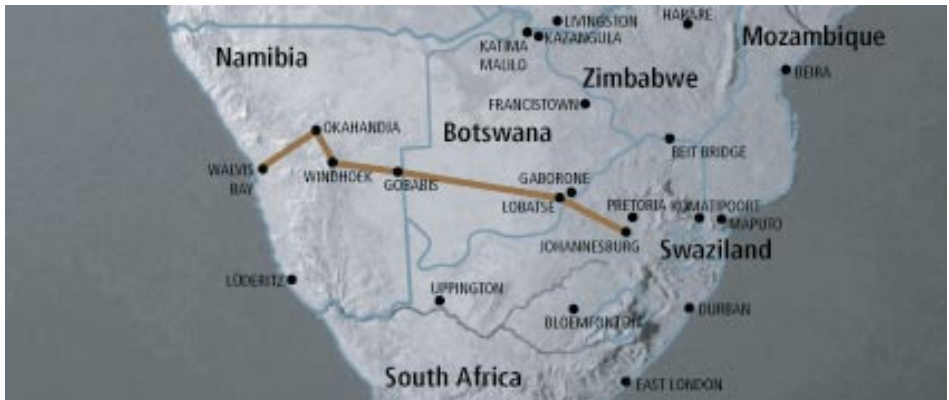 LIVINGSTON
HARARE
KAZANGULA
KATIMA
MALILO
Mozambique
Namibia
BEIRA
Zimbabwe
FRANCISTOWN
OKAHANDIA
Botswana
BEIT BRIDGE
WALVIS
BAY
WINDHOEK
GOBABIS
GABORONE
LOBATSE
PRETORIA
KOMATIPOORT
MAPUTO
JOHANNESBURG
Swaziland
LÜDERITZ
UPPINGTON
DURBAN
BLOEMFONTEIN
South Africa
EAST LONDON